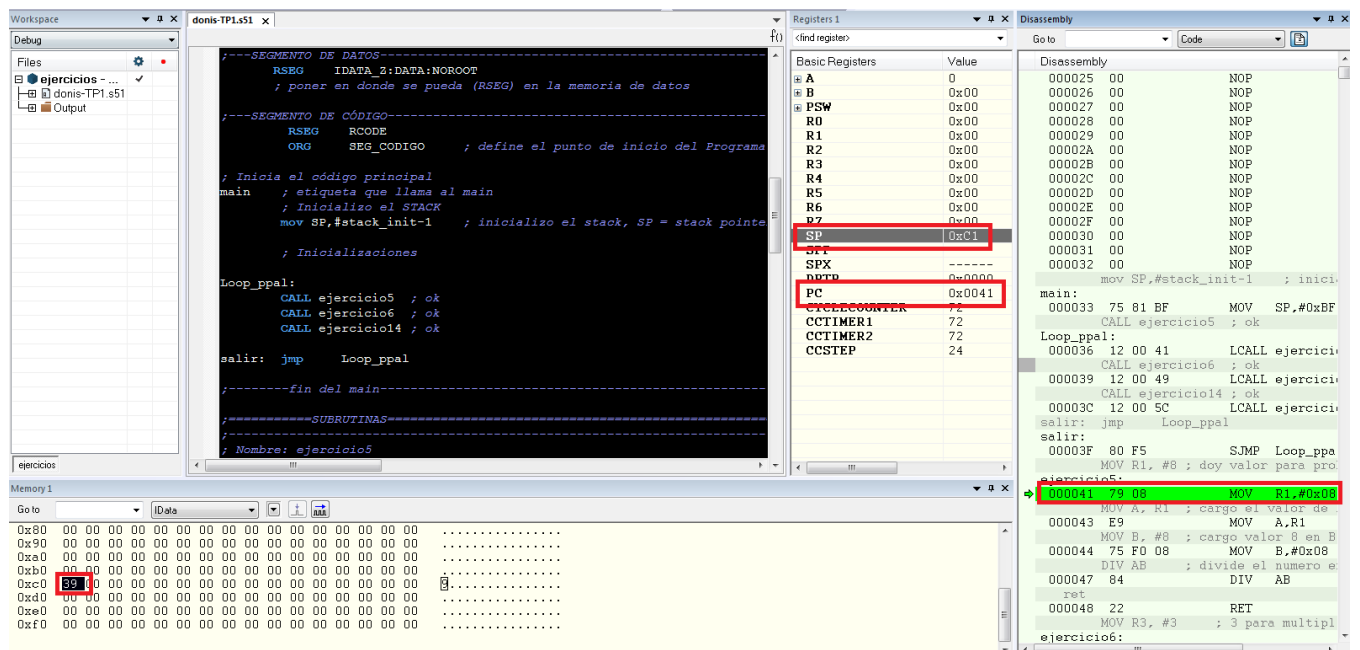 Workspace
Debug
Files
ejercicios - ...
donis-TP1.s51
Output
ejercicios
donis-TP1.s51 x
f()
;---SEGMENTO DE DATOS---
RSEG IDATA_Z:DATA:NOROOT
; poner en donde se pueda (RSEG) en la memoria de datos
;---SEGMENTO DE CÓDIGO---
RSEG RCODE
ORG SEG_CODIGO ; define el punto de inicio del Programa
; Inicia el código principal
main ; etiqueta que llama al main
; Inicializo el STACK
mov SP,#stack_init-1 ; inicializo el stack, SP = stack pointe
; Inicializaciones
Loop_ppal:
CALL ejercicio5 ; ok
CALL ejercicio6 ; ok
CALL ejercicio14 ; ok
salir: jmp Loop_ppal
;--------fin del main---
;===========SUBRUTINAS===
; Nombre: ejercicio5
Registers 1
<find register>
Basic Registers Value
A 0
B 0x00
PSW 0x00
R0 0x00
R1 0x00
R2 0x00
R3 0x00
R4 0x00
R5 0x00
R6 0x00
R7 0x00
SP 0xC1
SPX ------
DPTR 0x0000
PC 0x0041
CYCLECOUNTER 72
CCTIMER1 72
CCTIMER2 72
CCSTEP 24
Disassembly
Go to Code
Disassembly
000025 00 NOP
000026 00 NOP
000027 00 NOP
000028 00 NOP
000029 00 NOP
00002A 00 NOP
00002B 00 NOP
00002C 00 NOP
00002D 00 NOP
00002E 00 NOP
00002F 00 NOP
000030 00 NOP
000031 00 NOP
000032 00 NOP
mov SP,#stack_init-1 ; inici
main:
000033 75 81 BF MOV SP,#0xBF
CALL ejercicio5 ; ok
Loop_ppal:
000036 12 00 41 LCALL ejercici
CALL ejercicio6 ; ok
000039 12 00 49 LCALL ejercici
CALL ejercicio14 ; ok
00003C 12 00 5C LCALL ejercici
salir: jmp Loop_ppal
salir:
00003F 80 F5 SJMP Loop_ppa
MOV R1, #8 ; doy valor para pro
ejercicio5:
000041 79 08 MOV R1,#0x08
MOV A, R1 ; cargo el valor de
000043 E9 MOV A,R1
MOV B, #8 ; cargo valor 8 en B
000044 75 F0 08 MOV B,#0x08
DIV AB ; divide el numero e
000047 84 DIV AB
ret
000048 22 RET
MOV R3, #3 ; 3 para multipl
ejercicio6:
Memory 1
Go to IData
0x80 00 00 00 00 00 00 00 00 00 00 00 00 00 00 00 00 ................
0x90 00 00 00 00 00 00 00 00 00 00 00 00 00 00 00 00 ................
0xa0 00 00 00 00 00 00 00 00 00 00 00 00 00 00 00 00 ................
0xb0 00 00 00 00 00 00 00 00 00 00 00 00 00 00 00 00 ................
0xc0 39 00 00 00 00 00 00 00 00 00 00 00 00 00 00 00 9...............
0xd0 00 00 00 00 00 00 00 00 00 00 00 00 00 00 00 00 ................
0xe0 00 00 00 00 00 00 00 00 00 00 00 00 00 00 00 00 ................
0xf0 00 00 00 00 00 00 00 00 00 00 00 00 00 00 00 00 ................